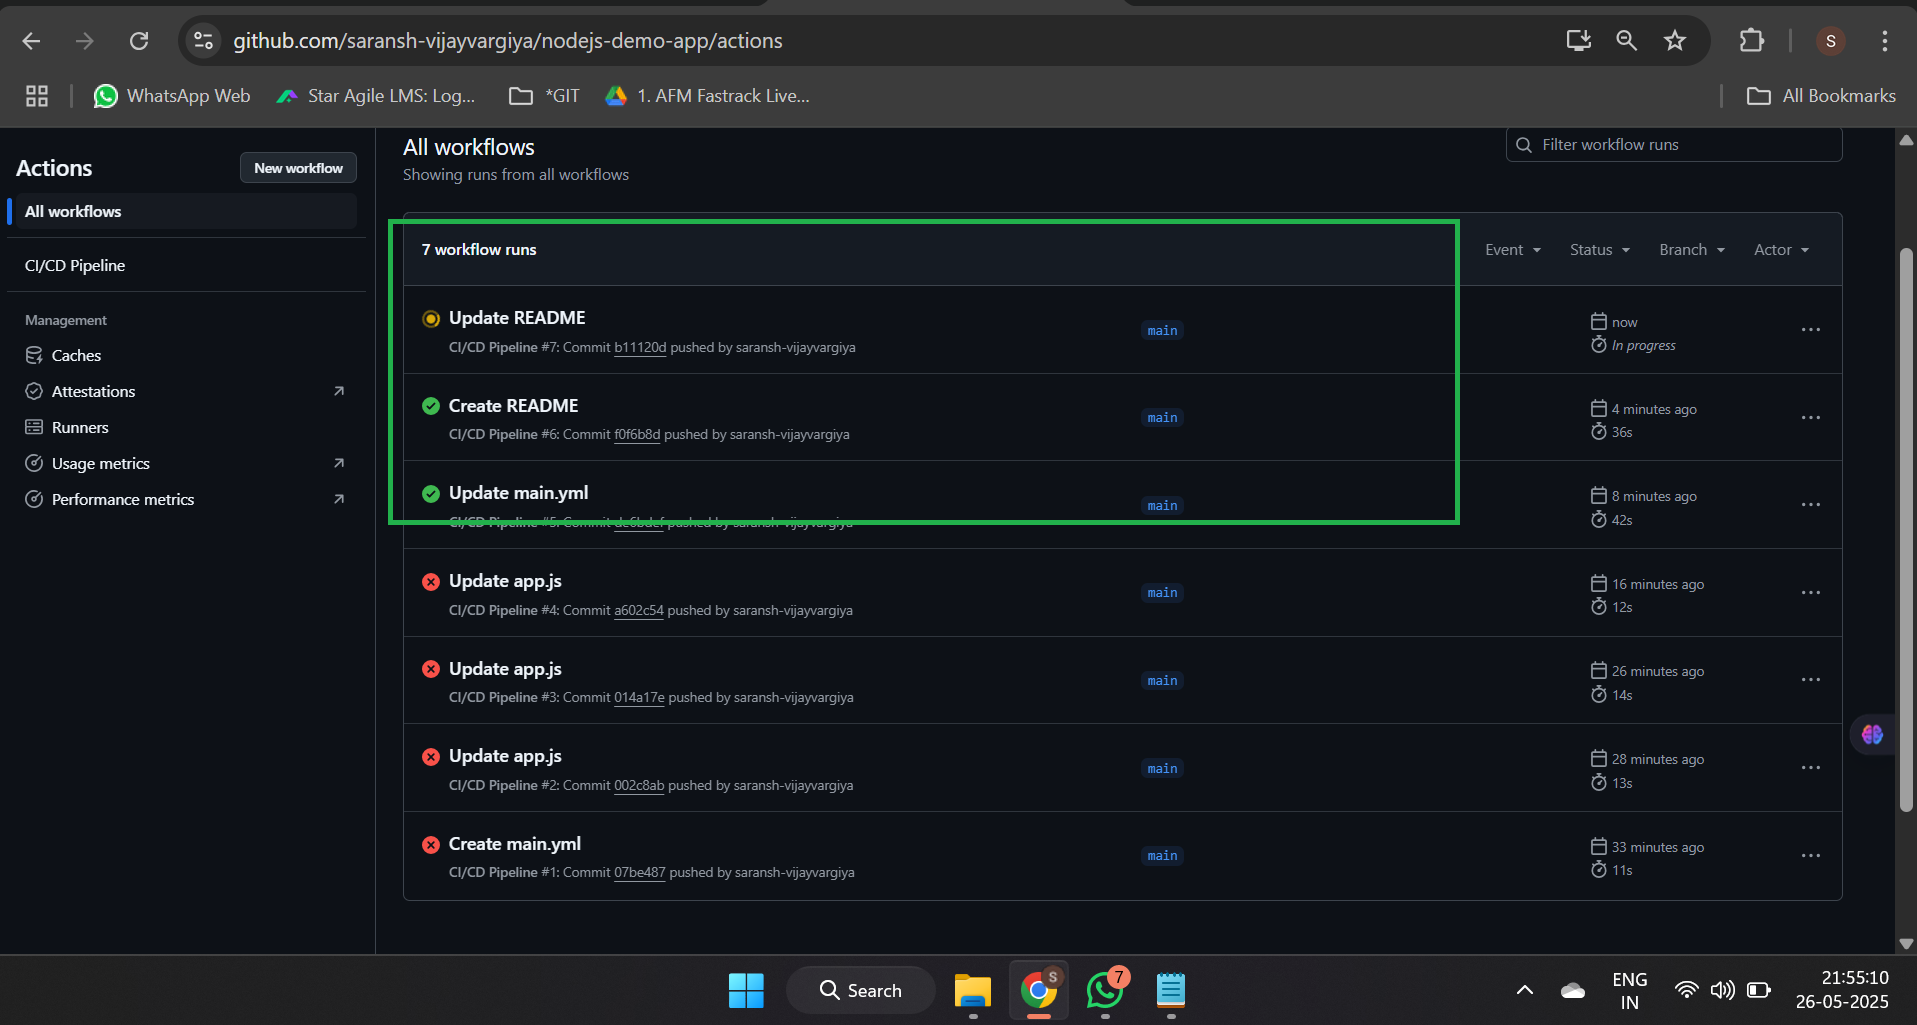 github.com/saransh-vijayvargiya/nodejs-demo-app/actions
S
WhatsApp Web
Star Agile LMS: Log...
*GIT
1. AFM Fastrack Live...
All Bookmarks
Actions
New workflow
All workflows
CI/CD Pipeline
Management
Caches
Attestations
Runners
Usage metrics
Performance metrics
All workflows
Showing runs from all workflows
Filter workflow runs
7 workflow runs
Event
Status
Branch
Actor
Update README
CI/CD Pipeline #7: Commit b11120d pushed by saransh-vijayvargiya
main
now
In progress
Create README
CI/CD Pipeline #6: Commit f0f6b8d pushed by saransh-vijayvargiya
main
4 minutes ago
36s
Update main.yml
CI/CD Pipeline #5: Commit pushed by saransh-vijayvargiya
main
8 minutes ago
42s
Update app.js
CI/CD Pipeline #4: Commit a602c54 pushed by saransh-vijayvargiya
main
16 minutes ago
12s
Update app.js
CI/CD Pipeline #3: Commit 014a17e pushed by saransh-vijayvargiya
main
26 minutes ago
14s
Update app.js
CI/CD Pipeline #2: Commit 002c8ab pushed by saransh-vijayvargiya
main
28 minutes ago
13s
Create main.yml
CI/CD Pipeline #1: Commit 07be487 pushed by saransh-vijayvargiya
main
33 minutes ago
11s
Search
S
7
ENG
IN
21:55:10
26-05-2025